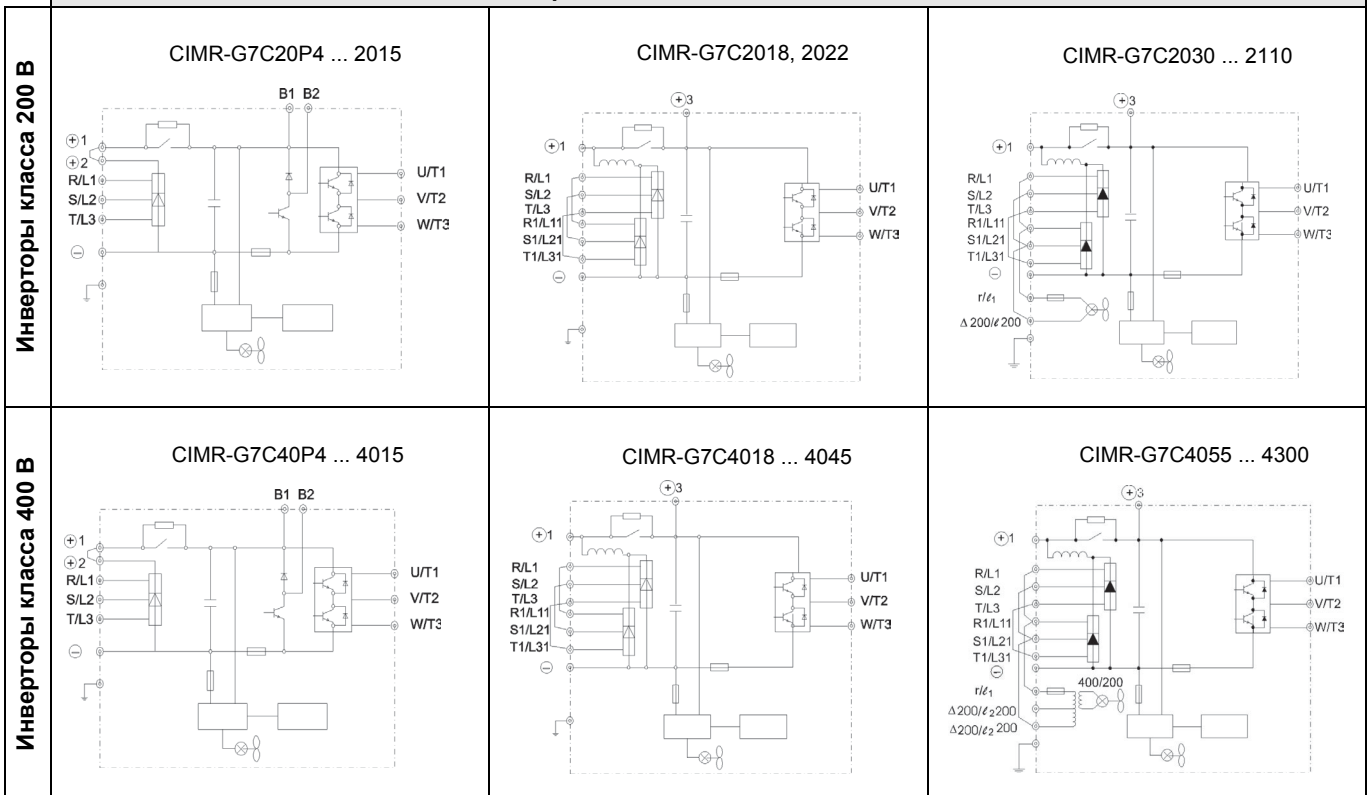 Инверторы класса 200 В
CIMR-G7C20P4 ... 2015
B1 B2
+1
+2
R/L1
S/L2
T/L3
−
U/T1
V/T2
W/T3
CIMR-G7C2018, 2022
+3
+1
R/L1
S/L2
T/L3
R1/L11
S1/L21
T1/L31
−
U/T1
V/T2
W/T3
CIMR-G7C2030 ... 2110
+3
+1
R/L1
S/L2
T/L3
R1/L11
S1/L21
T1/L31
−
r/ℓ1
Δ200/ℓ200
U/T1
V/T2
W/T3
Инверторы класса 400 В
CIMR-G7C40P4 ... 4015
B1 B2
+1
+2
R/L1
S/L2
T/L3
−
U/T1
V/T2
W/T3
CIMR-G7C4018 ... 4045
+3
+1
R/L1
S/L2
T/L3
R1/L11
S1/L21
T1/L31
−
U/T1
V/T2
W/T3
CIMR-G7C4055 ... 4300
+3
+1
R/L1
S/L2
T/L3
R1/L11
S1/L21
T1/L31
−
400/200
r/ℓ1
Δ200/ℓ2200
Δ200/ℓ2 200
U/T1
V/T2
W/T3